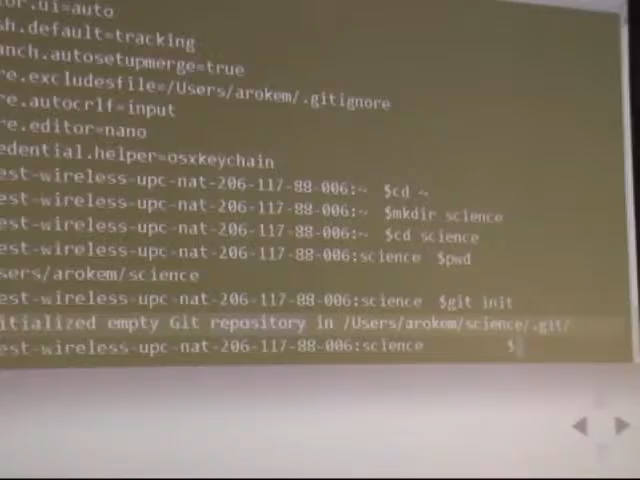 or.ui=auto
sh.default=tracking
anch.autosetupmerge=true
re.excludesfile=/Users/arokem/.gitignore
re.autocrlf=input
re.editor=nano
edential.helper=osxkeychain
est-wireless-upc-nat-206-117-88-006:~ $cd ~
est-wireless-upc-nat-206-117-88-006:~ $mkdir science
est-wireless-upc-nat-206-117-88-006:~ $cd science
est-wireless-upc-nat-206-117-88-006:science $pwd
sers/arokem/science
est-wireless-upc-nat-206-117-88-006:science $git init
itialized empty Git repository in /Users/arokem/science/.git/
est-wireless-upc-nat-206-117-88-006:science $